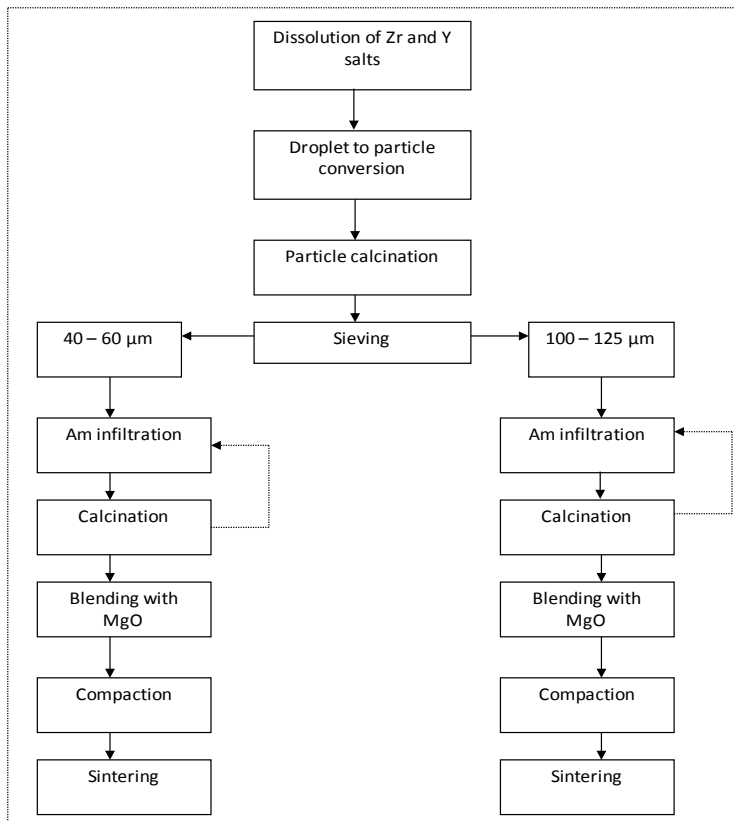 Dissolution of Zr and Y
salts
Droplet to particle
conversion
Particle calcination
40 – 60 µm
Sieving
100 – 125 µm
Am infiltration
Am infiltration
Calcination
Calcination
Blending with
MgO
Blending with
MgO
Compaction
Compaction
Sintering
Sintering